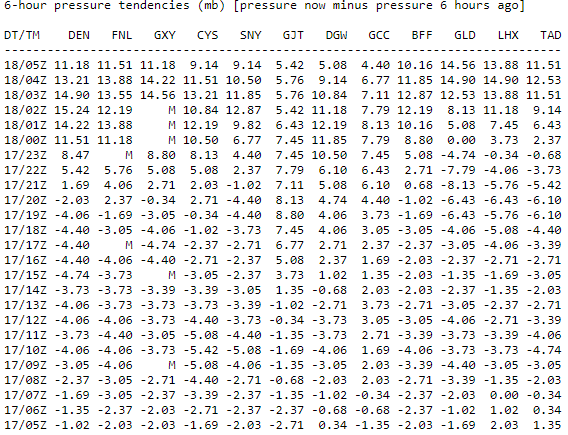 6-hour pressure tendencies (mb) [pressure now minus pressure 6 hours ago]
DT/TM DEN FNL GXY CYS SNY GJT DGW GCC BFF GLD LHX TAD
--------------------------------------------------------------------------------
18/05Z 11.18 11.51 11.18 9.14 9.14 5.42 5.08 4.40 10.16 14.56 13.88 11.51
18/04Z 13.21 13.88 14.22 11.51 10.50 5.76 9.14 6.77 11.85 14.90 14.90 12.53
18/03Z 14.90 13.55 14.56 13.21 11.85 5.76 10.84 7.11 12.87 12.53 13.88 11.51
18/02Z 15.24 12.19 M 10.84 12.87 5.42 11.18 7.79 12.19 8.13 11.18 9.14
18/01Z 14.22 13.88 M 12.19 9.82 6.43 12.19 8.13 10.16 5.08 7.45 6.43
18/00Z 11.51 11.18 M 10.50 6.77 7.45 11.85 7.79 8.80 0.00 3.73 2.37
17/23Z 8.47 M 8.80 8.13 4.40 7.45 10.50 7.45 5.08 -4.74 -0.34 -0.68
17/22Z 5.42 5.76 5.08 5.08 2.37 7.79 6.10 6.43 2.71 -7.79 -4.06 -3.73
17/21Z 1.69 4.06 2.71 2.03 -1.02 7.11 5.08 6.10 0.68 -8.13 -5.76 -5.42
17/20Z -2.03 2.37 -0.34 2.71 -4.40 8.13 4.74 4.40 -1.02 -6.43 -6.43 -6.10
17/19Z -4.06 -1.69 -3.05 -0.34 -4.40 8.80 4.06 3.73 -1.69 -6.43 -5.76 -6.10
17/18Z -4.40 -3.05 -4.06 -1.02 -3.73 7.45 4.06 3.05 -3.05 -4.06 -5.08 -4.40
17/17Z -4.40 M -4.74 -2.37 -2.71 6.77 2.71 2.37 -2.37 -3.05 -4.06 -3.39
17/16Z -4.40 -4.06 -4.40 -2.71 -2.37 5.08 2.37 1.69 -2.03 -2.37 -2.71 -2.71
17/15Z -4.74 -3.73 M -3.05 -2.37 3.73 1.02 1.35 -2.03 -1.35 -1.69 -3.05
17/14Z -3.73 -3.73 -3.39 -3.39 -3.05 1.35 -0.68 2.03 -2.03 -2.37 -1.35 -2.03
17/13Z -4.06 -3.73 -3.73 -3.73 -3.39 -1.02 -2.71 3.73 -2.71 -3.05 -2.37 -2.71
17/12Z -4.06 -4.06 -3.73 -4.40 -3.73 -0.34 -3.73 3.05 -3.05 -4.06 -2.71 -3.39
17/11Z -3.73 -4.40 -3.05 -5.08 -4.40 -1.35 -3.73 2.71 -3.39 -3.73 -3.39 -4.06
17/10Z -4.06 -4.06 -3.73 -5.42 -5.08 -1.69 -4.06 1.69 -4.06 -3.73 -3.73 -4.74
17/09Z -3.05 -4.06 M -5.08 -4.06 -1.35 -3.05 2.03 -3.39 -4.40 -3.05 -3.05
17/08Z -2.37 -3.05 -2.71 -4.40 -2.71 -0.68 -2.03 2.03 -2.71 -3.39 -1.35 -2.03
17/07Z -1.69 -3.05 -2.37 -3.39 -2.37 -1.35 -1.02 -0.34 -2.37 -2.03 0.00 -0.34
17/06Z -1.35 -2.37 -2.03 -2.71 -2.37 -2.37 -0.68 -0.68 -2.37 -1.02 1.02 0.34
17/05Z -1.02 -2.03 -2.03 -1.69 -2.03 -2.71 0.34 -1.35 -2.03 -1.69 2.03 1.35